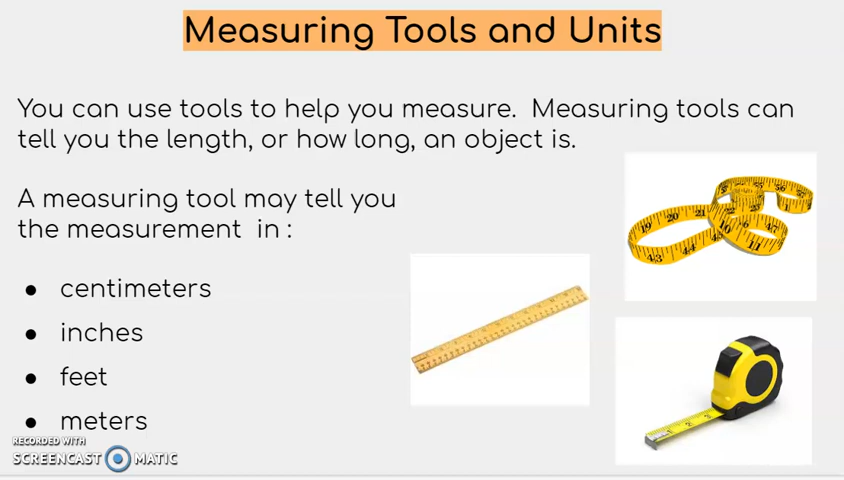 Measuring Tools and Units
You can use tools to help you measure. Measuring tools can
tell you the length, or how long, an object is.
A measuring tool may tell you
the measurement in :
● centimeters
● inches
● feet
● meters
RECORDED WITH
SCREENCAST MATIC